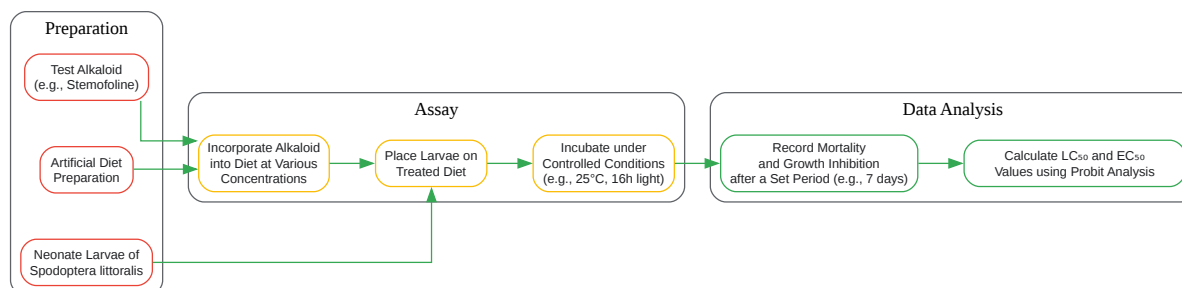 Preparation
Test Alkaloid
(e.g., Stemofoline)
Artificial Diet
Preparation
Neonate Larvae of
Spodoptera littoralis
Assay
Incorporate Alkaloid
into Diet at Various
Concentrations
Place Larvae on
Treated Diet
Incubate under
Controlled Conditions
(e.g., 25°C, 16h light)
Data Analysis
Record Mortality
and Growth Inhibition
after a Set Period (e.g., 7 days)
Calculate LC₅₀ and EC₅₀
Values using Probit Analysis